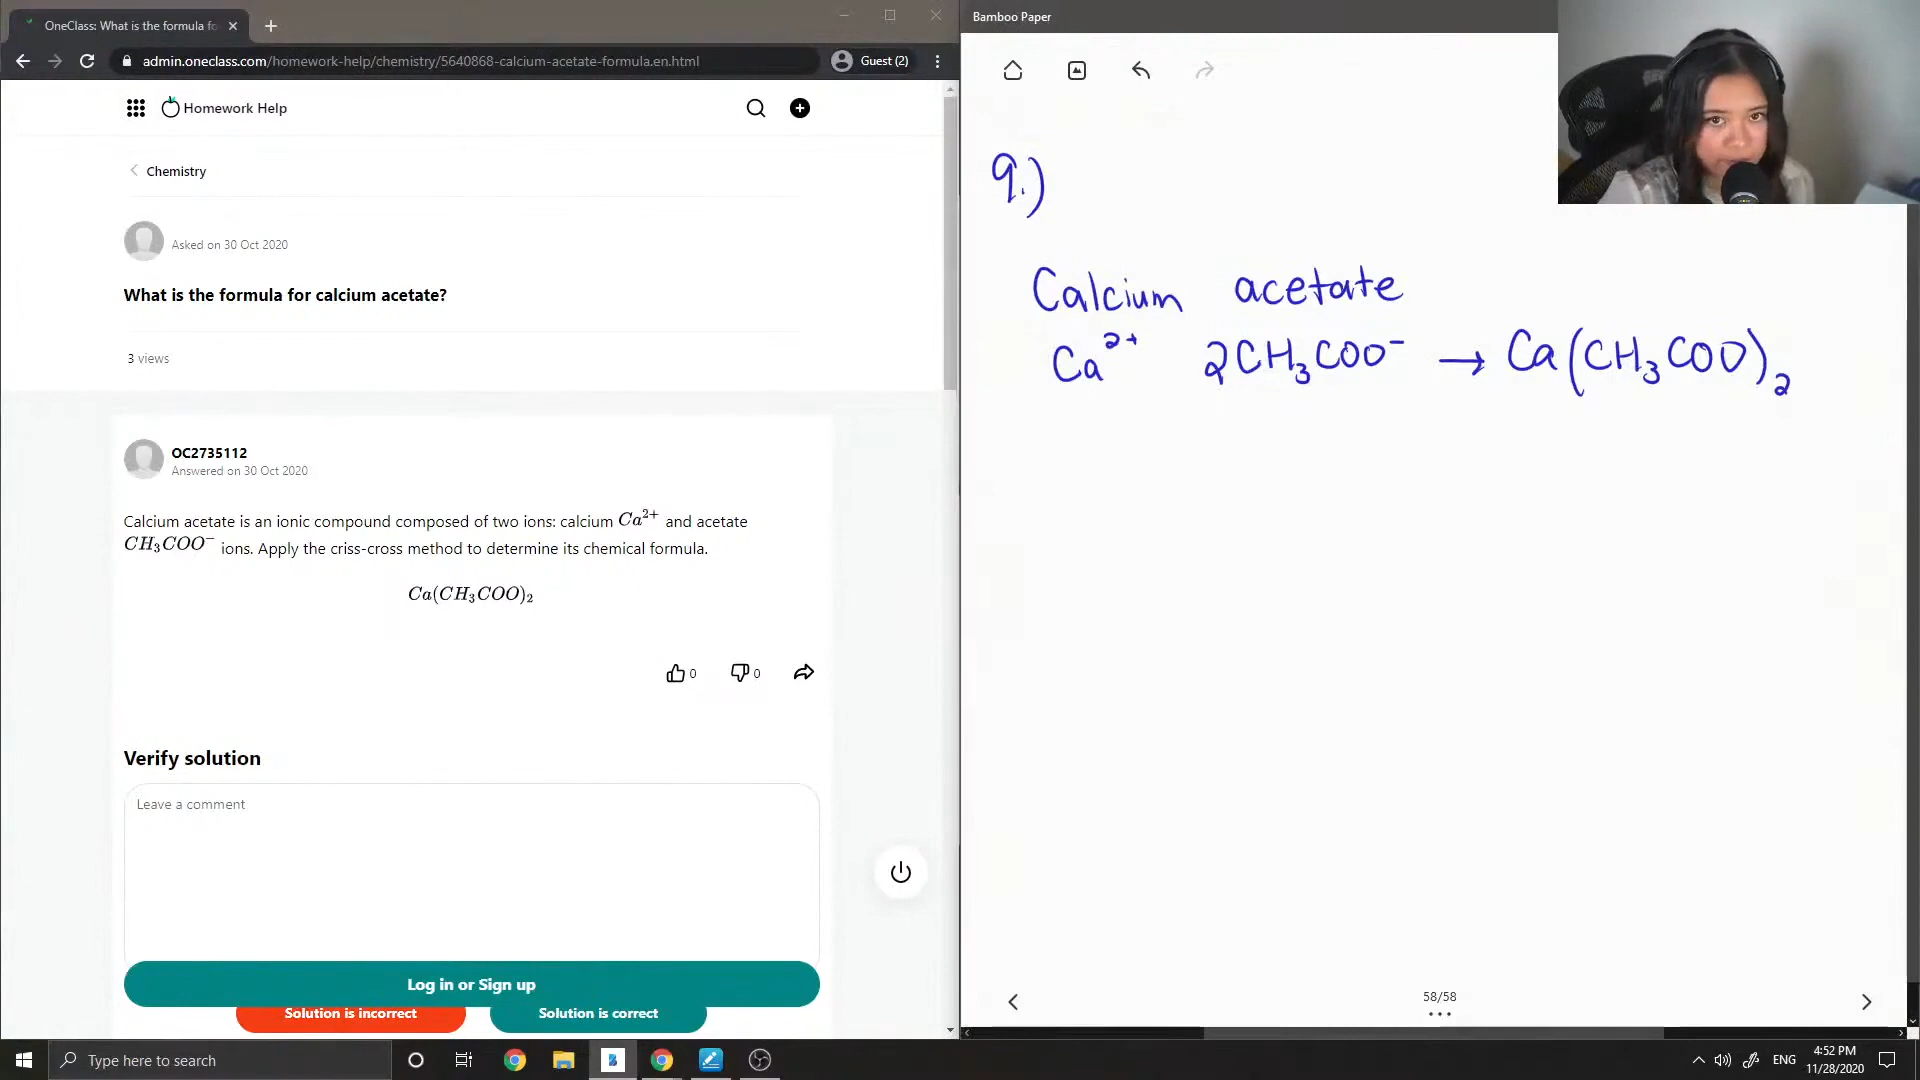 OneClass: What is the formula fo
admin.oneclass.com/homework-help/chemistry/5640868-calcium-acetate-formula.en.html
Guest (2)
Homework Help
Chemistry
Asked on 30 Oct 2020
What is the formula for calcium acetate?
3 views
OC2735112
Answered on 30 Oct 2020
Calcium acetate is an ionic compound composed of two ions: calcium Ca²⁺ and acetate
CH₃COO⁻ ions. Apply the criss-cross method to determine its chemical formula.
Ca(CH₃COO)₂
0 0
Verify solution
Leave a comment
Log in or Sign up
Solution is incorrect Solution is correct
Bamboo Paper
9.)
Calcium acetate
Ca²⁺ 2CH₃COO⁻ → Ca(CH₃COO)₂
58/58
Type here to search
ENG
4:52 PM
11/28/2020